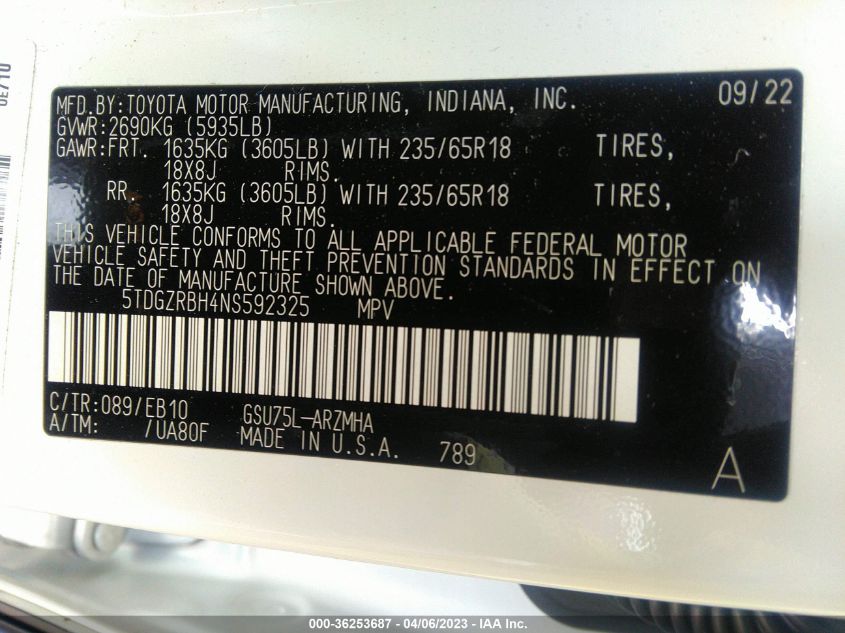 0E710
MFD.BY:TOYOTA MOTOR MANUFACTURING, INDIANA, INC. 09/22
GVWR:2690KG (5935LB)
GAWR:FRT. 1635KG (3605LB) WITH 235/65R18 TIRES,
18X8J RIMS.
RR. 1635KG (3605LB) WITH 235/65R18 TIRES,
18X8J RIMS.
THIS VEHICLE CONFORMS TO ALL APPLICABLE FEDERAL MOTOR
VEHICLE SAFETY AND THEFT PREVENTION STANDARDS IN EFFECT ON
THE DATE OF MANUFACTURE SHOWN ABOVE.
5TDGZRBH4NS592325 MPV
C/TR:089/EB10 GSU75L-ARZMHA
A/TM: /UA80F MADE IN U.S.A. 789 A
000-36253687 - 04/06/2023 - IAA Inc.